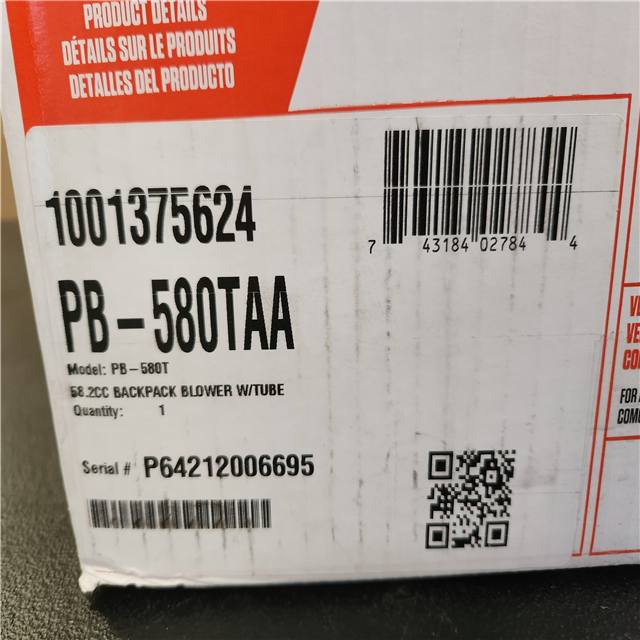 PRODUCT DETAILS
DÉTAILS SUR LE PRODUITS
DETALLES DEL PRODUCTO
1001375624
7 43184 02784 4
PB-580TAA
Model: PB-580T
58.2CC BACKPACK BLOWER W/TUBE
Quantity: 1
Serial # P64212006695
FOR